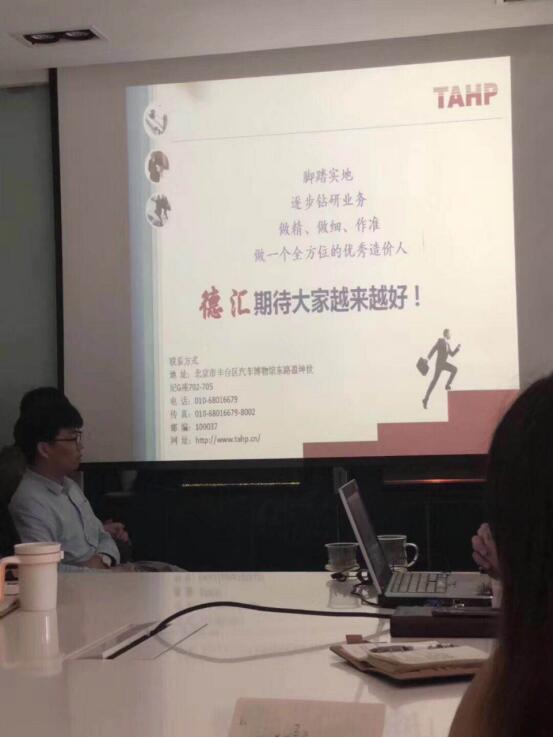 TAHP
脚踏实地
逐步钻研业务
做精、做细、作准
做一个全方位的优秀造价人
德汇期待大家越来越好！
联系方式
地 址：北京市丰台区汽车博物馆东路盈坤世
纪G座702-705
电 话：010-68016679
传 真：010-68016679-8002
邮 编：100037
网 址：http://www.tahp.cn/